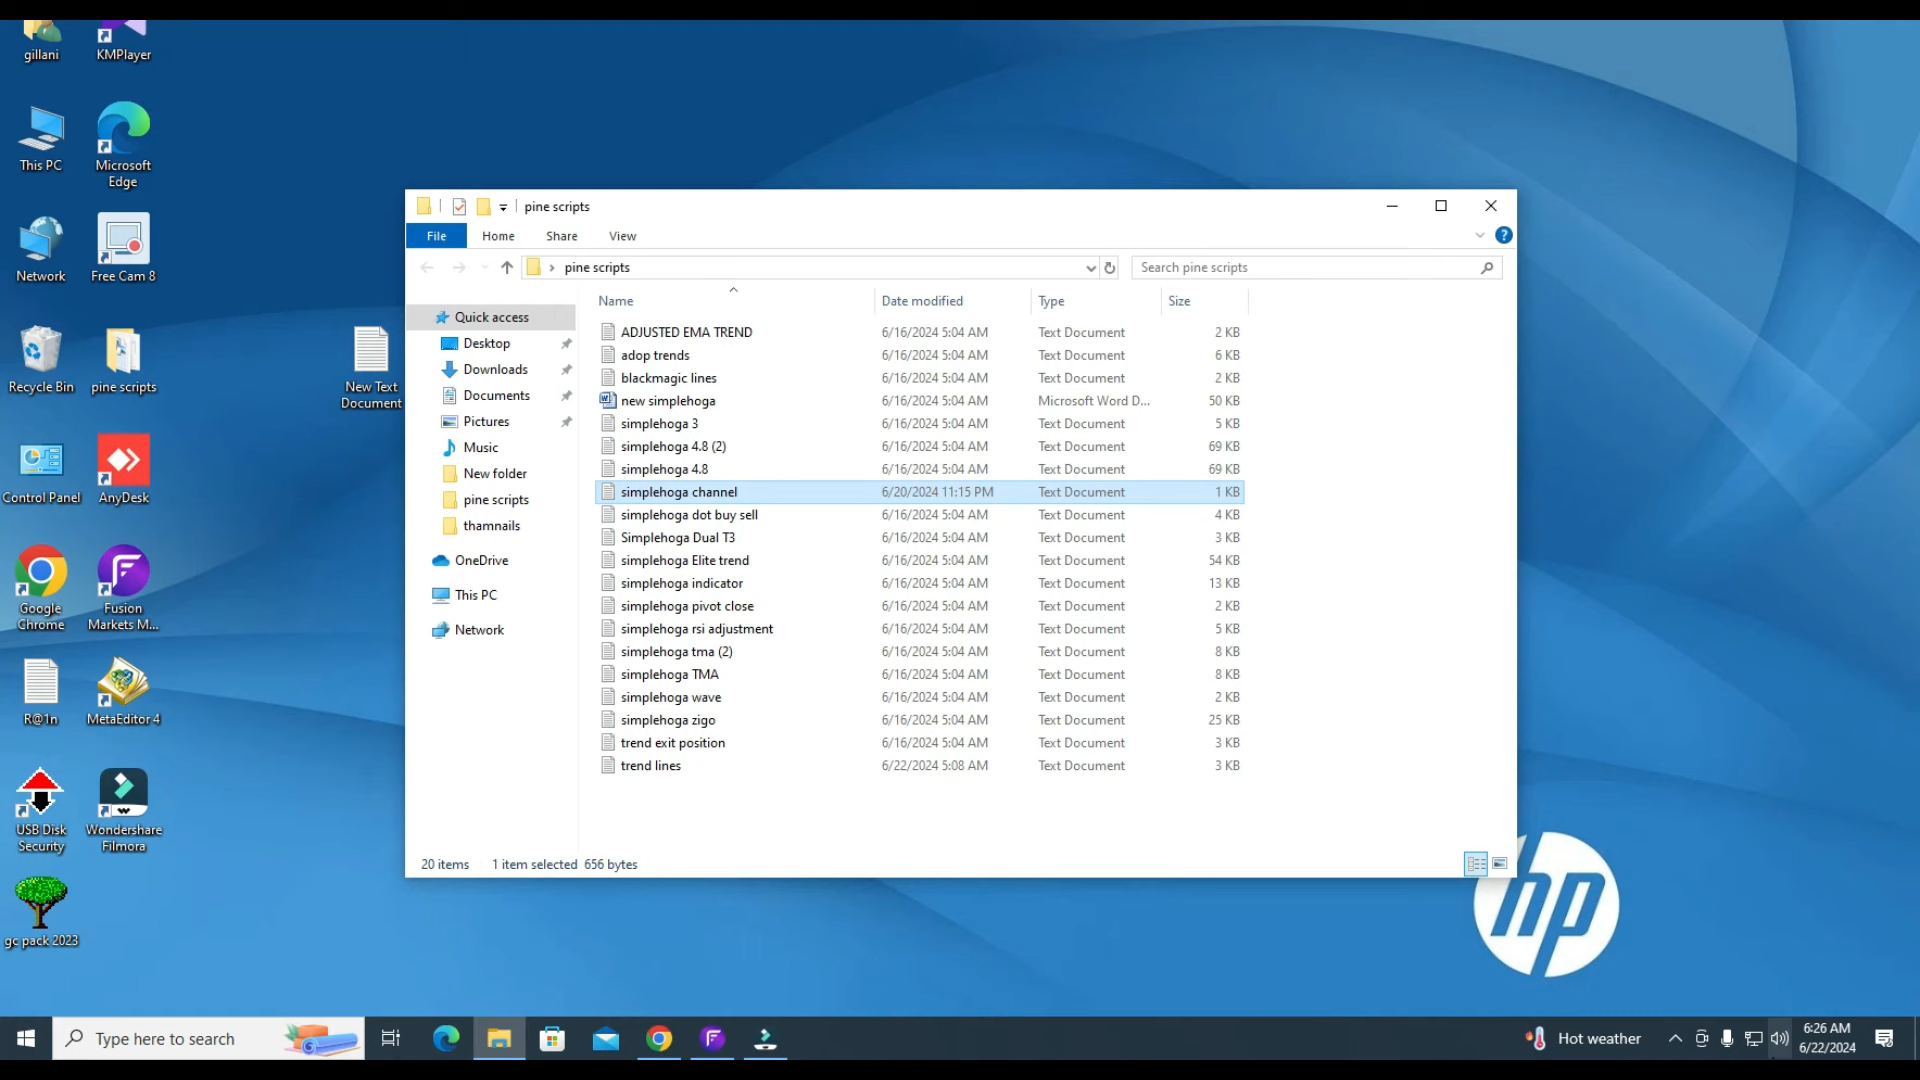 gillani
KMPlayer
This PC
Microsoft
Edge
Network
Free Cam 8
Recycle Bin
pine scripts
New Text
Document
Control Panel
AnyDesk
Google
Chrome
Fusion
Markets M...
R@1n
MetaEditor 4
USB Disk
Security
Wondershare
Filmora
gc pack 2023
pine scripts
File
Home
Share
View
pine scripts
Search pine scripts
Quick access
Desktop
Downloads
Documents
Pictures
Music
New folder
pine scripts
thamnails
OneDrive
This PC
Network
Name Date modified Type Size
ADJUSTED EMA TREND 6/16/2024 5:04 AM Text Document 2 KB
adop trends 6/16/2024 5:04 AM Text Document 6 KB
blackmagic lines 6/16/2024 5:04 AM Text Document 2 KB
new simplehoga 6/16/2024 5:04 AM Microsoft Word D... 50 KB
simplehoga 3 6/16/2024 5:04 AM Text Document 5 KB
simplehoga 4.8 (2) 6/16/2024 5:04 AM Text Document 69 KB
simplehoga 4.8 6/16/2024 5:04 AM Text Document 69 KB
simplehoga channel 6/20/2024 11:15 PM Text Document 1 KB
simplehoga dot buy sell 6/16/2024 5:04 AM Text Document 4 KB
Simplehoga Dual T3 6/16/2024 5:04 AM Text Document 3 KB
simplehoga Elite trend 6/16/2024 5:04 AM Text Document 54 KB
simplehoga indicator 6/16/2024 5:04 AM Text Document 13 KB
simplehoga pivot close 6/16/2024 5:04 AM Text Document 2 KB
simplehoga rsi adjustment 6/16/2024 5:04 AM Text Document 5 KB
simplehoga tma (2) 6/16/2024 5:04 AM Text Document 8 KB
simplehoga TMA 6/16/2024 5:04 AM Text Document 8 KB
simplehoga wave 6/16/2024 5:04 AM Text Document 2 KB
simplehoga zigo 6/16/2024 5:04 AM Text Document 25 KB
trend exit position 6/16/2024 5:04 AM Text Document 3 KB
trend lines 6/22/2024 5:08 AM Text Document 3 KB
20 items 1 item selected 656 bytes
hp
Type here to search
Hot weather
6:26 AM
6/22/2024